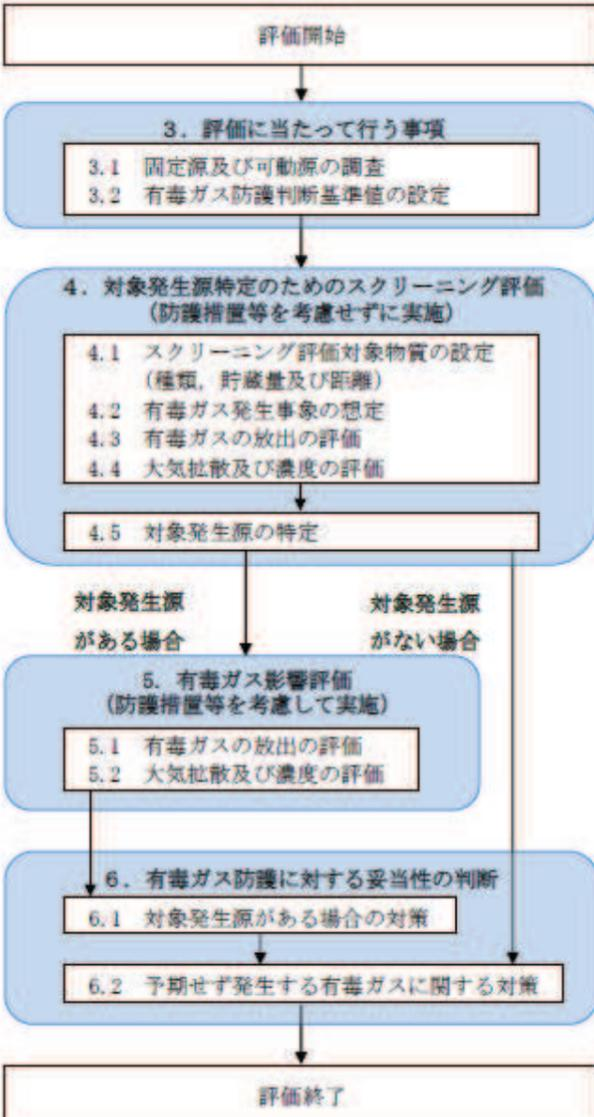 評価開始
3．評価に当たって行う事項
3.1 固定源及び可動源の調査
3.2 有毒ガス防護判断基準値の設定
4．対象発生源特定のためのスクリーニング評価
(防護措置等を考慮せずに実施)
4.1 スクリーニング評価対象物質の設定
(種類，貯蔵量及び距離)
4.2 有毒ガス発生事象の想定
4.3 有毒ガスの放出の評価
4.4 大気拡散及び濃度の評価
4.5 対象発生源の特定
対象発生源
がある場合
対象発生源
がない場合
5．有毒ガス影響評価
(防護措置等を考慮して実施)
5.1 有毒ガスの放出の評価
5.2 大気拡散及び濃度の評価
6．有毒ガス防護に対する妥当性の判断
6.1 対象発生源がある場合の対策
6.2 予期せず発生する有毒ガスに関する対策
評価終了